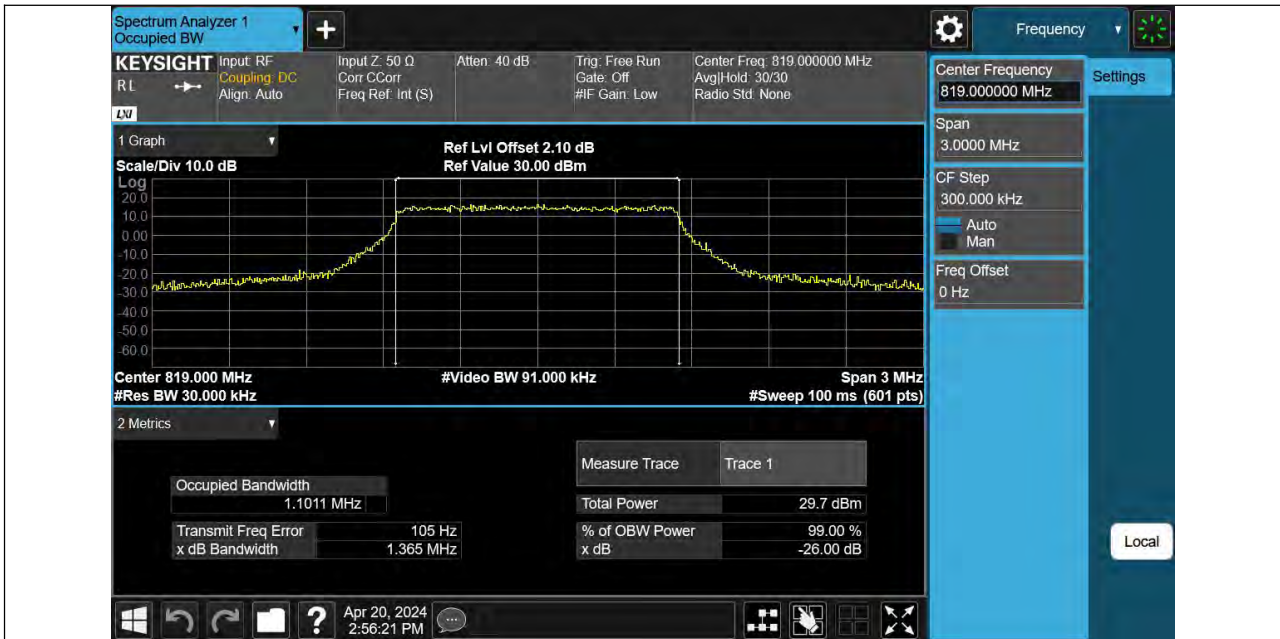 Spectrum Analyzer 1
Occupied BW
+
Frequency
KEYSIGHT
RL
LXI
Input: RF
Coupling: DC
Align: Auto
Input Z: 50 Ω
Corr CCorr
Freq Ref: Int (S)
Atten: 40 dB
Trig: Free Run
Gate: Off
#IF Gain: Low
Center Freq: 819.000000 MHz
Avg|Hold: 30/30
Radio Std: None
Center Frequency
819.000000 MHz
Settings
Span
3.0000 MHz
CF Step
300.000 kHz
Auto
Man
Freq Offset
0 Hz
Local
1 Graph
Scale/Div 10.0 dB
Ref Lvl Offset 2.10 dB
Ref Value 30.00 dBm
Log
20.0
10.0
0.00
-10.0
-20.0
-30.0
-40.0
-50.0
-60.0
Center 819.000 MHz
#Video BW 91.000 kHz
Span 3 MHz
#Res BW 30.000 kHz
#Sweep 100 ms (601 pts)
2 Metrics
Measure Trace Trace 1
Occupied Bandwidth
1.1011 MHz
Total Power 29.7 dBm
Transmit Freq Error 105 Hz
% of OBW Power 99.00 %
x dB Bandwidth 1.365 MHz
x dB -26.00 dB
?
Apr 20, 2024
2:56:21 PM